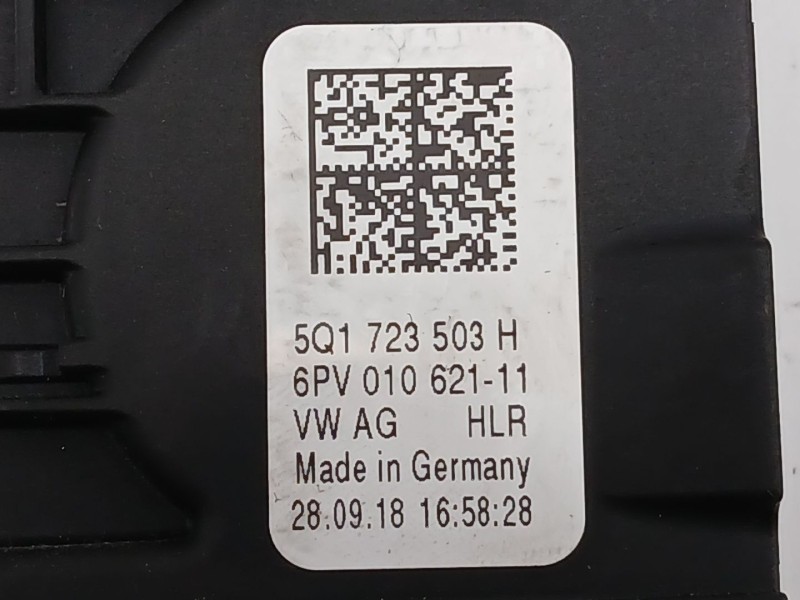 5Q1 723 503 H
6PV 010 621-11
VW AG HLR
Made in Germany
28.09.18 16:58:28